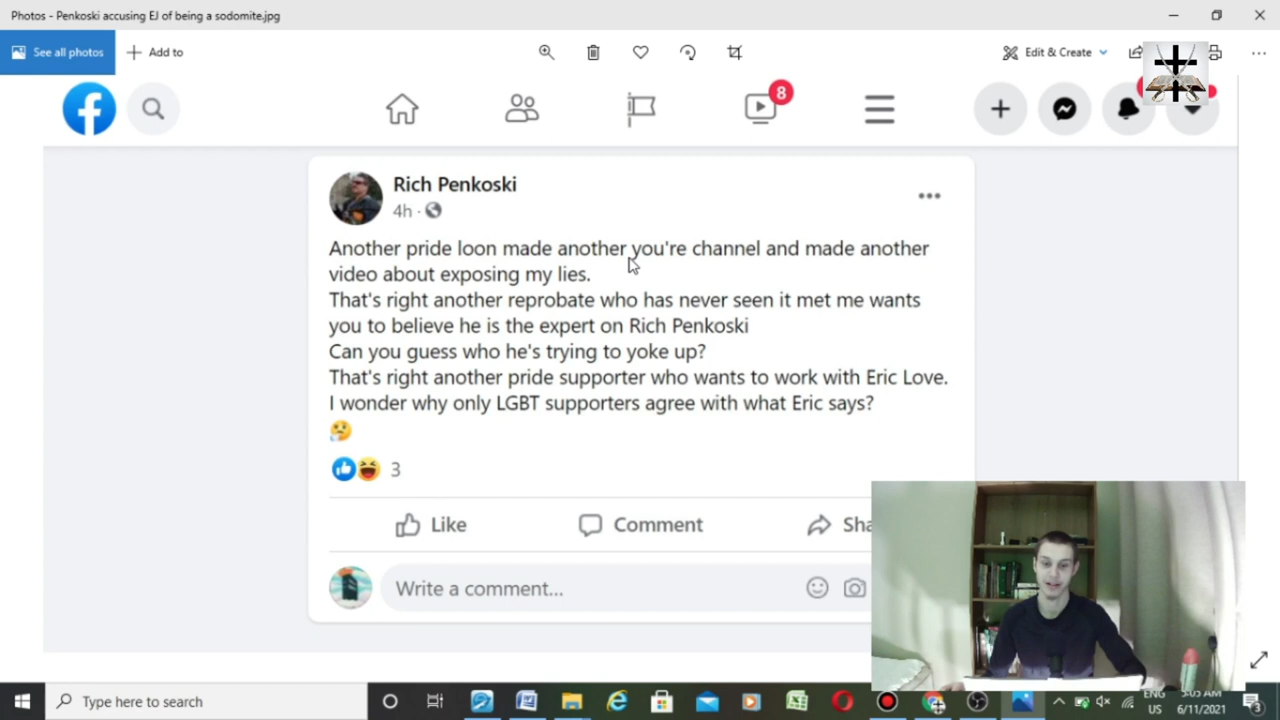 Photos - Penkoski accusing EJ of being a sodomite.jpg
See all photos
Add to
Edit & Create
8
Rich Penkoski
4h
Another pride loon made another you're channel and made another
video about exposing my lies.
That's right another reprobate who has never seen it met me wants
you to believe he is the expert on Rich Penkoski
Can you guess who he's trying to yoke up?
That's right another pride supporter who wants to work with Eric Love.
I wonder why only LGBT supporters agree with what Eric says?
3
Like
Comment
Sha
Write a comment...
Type here to search
ENG
US
5:05 AM
6/11/2021
3